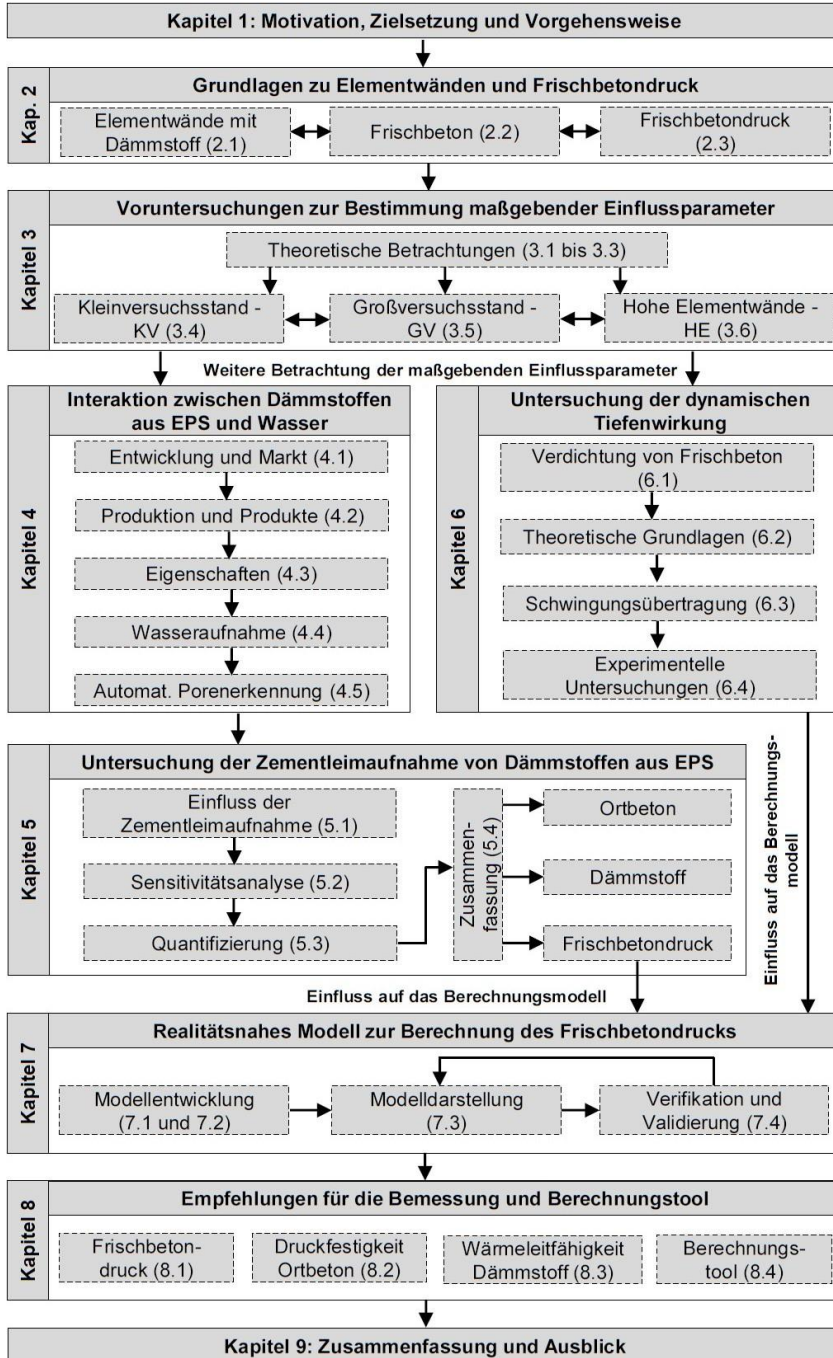 Kapitel 1: Motivation, Zielsetzung und Vorgehensweise
Kap. 2
Grundlagen zu Elementwänden und Frischbetondruck
Elementwände mit
Dämmstoff (2.1)
Frischbeton (2.2)
Frischbetondruck
(2.3)
Kapitel 3
Voruntersuchungen zur Bestimmung maßgebender Einflussparameter
Theoretische Betrachtungen (3.1 bis 3.3)
Kleinversuchsstand -
KV (3.4)
Großversuchsstand -
GV (3.5)
Hohe Elementwände -
HE (3.6)
Weitere Betrachtung der maßgebenden Einflussparameter
Kapitel 4
Interaktion zwischen Dämmstoffen
aus EPS und Wasser
Entwicklung und Markt (4.1)
Produktion und Produkte (4.2)
Eigenschaften (4.3)
Wasseraufnahme (4.4)
Automat. Porenerkennung (4.5)
Kapitel 6
Untersuchung der dynamischen
Tiefenwirkung
Verdichtung von Frischbeton
(6.1)
Theoretische Grundlagen (6.2)
Schwingungsübertragung (6.3)
Experimentelle
Untersuchungen (6.4)
Kapitel 5
Untersuchung der Zementleimaufnahme von Dämmstoffen aus EPS
Einfluss der
Zementleimaufnahme (5.1)
Sensitivitätsanalyse (5.2)
Quantifizierung (5.3)
Zusammen-
fassung (5.4)
Ortbeton
Dämmstoff
Frischbetondruck
Einfluss auf das Berechnungs-
modell
Einfluss auf das Berechnungsmodell
Kapitel 7
Realitätsnahes Modell zur Berechnung des Frischbetondrucks
Modellentwicklung
(7.1 und 7.2)
Modelldarstellung
(7.3)
Verifikation und
Validierung (7.4)
Kapitel 8
Empfehlungen für die Bemessung und Berechnungstool
Frischbeton-
druck (8.1)
Druckfestigkeit
Ortbeton (8.2)
Wärmeleitfähigkeit
Dämmstoff (8.3)
Berechnungs-
tool (8.4)
Kapitel 9: Zusammenfassung und Ausblick